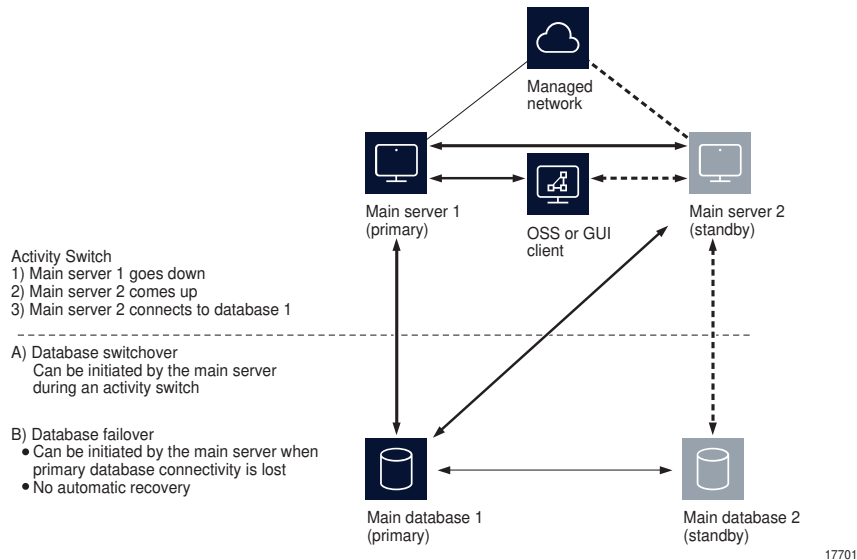 Managed
network
Main server 1
(primary)
OSS or GUI
client
Main server 2
(standby)
Activity Switch
1) Main server 1 goes down
2) Main server 2 comes up
3) Main server 2 connects to database 1
A) Database switchover
Can be initiated by the main server
during an activity switch
B) Database failover
● Can be initiated by the main server when
primary database connectivity is lost
● No automatic recovery
Main database 1
(primary)
Main database 2
(standby)
17701